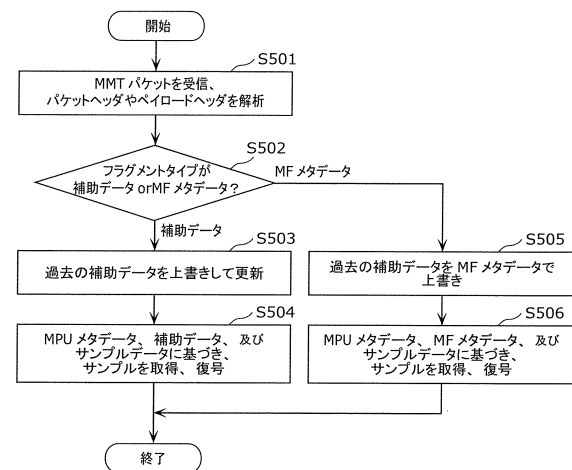 開始
S501
MMT パケットを受信、
パケットヘッダやペイロードヘッダを解析
S502
フラグメントタイプが
補助データ orMF メタデータ？
MF メタデータ
補助データ
S503
過去の補助データを上書きして更新
S505
過去の補助データを MF メタデータで
上書き
S504
MPU メタデータ、補助データ、及び
サンプルデータに基づき、
サンプルを取得、復号
S506
MPU メタデータ、MF メタデータ、及び
サンプルデータに基づき、
サンプルを取得、復号
終了